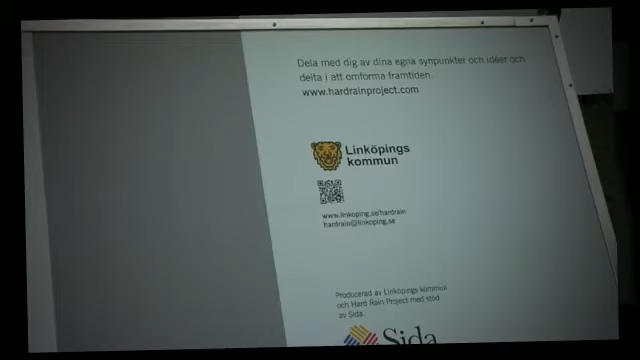 Dela med dig av dina egna synpunkter och idéer och
delta i att omforma framtiden.
www.hardrainproject.com
Linköpings
kommun
www.linkoping.se/hardrain
hardrain@linkoping.se
Producerad av Linköpings kommun
och Hard Rain Project med stöd
av Sida.
Sida